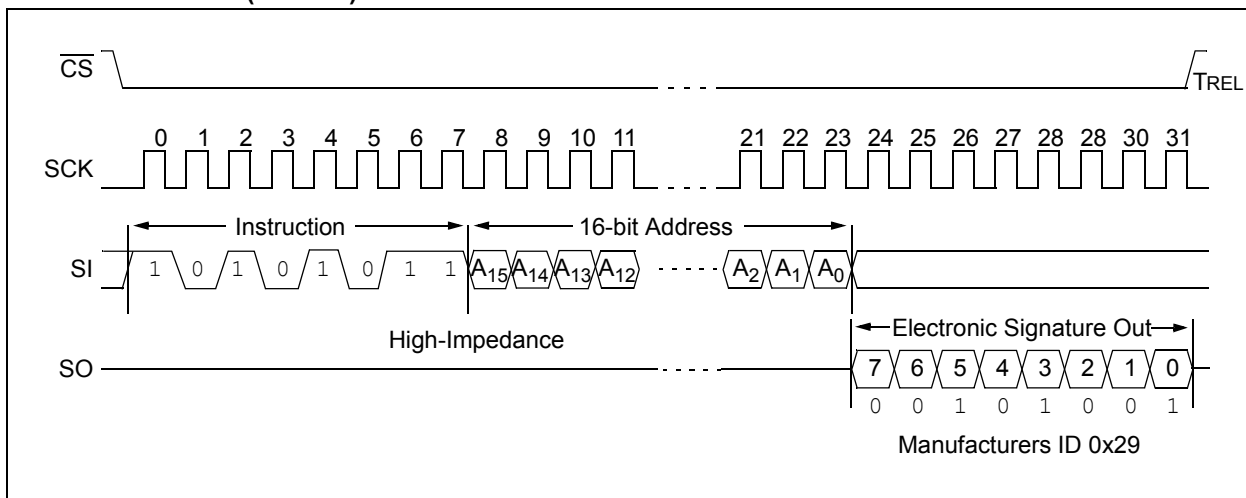 CS
TREL
0 1 2 3 4 5 6 7 8 9 10 11 21 22 23 24 25 26 27 28 28 30 31
SCK
Instruction 16-bit Address
SI 1 0 1 0 1 0 1 1 A15 A14 A13 A12 A2 A1 A0
High-Impedance Electronic Signature Out
SO 7 6 5 4 3 2 1 0
0 0 1 0 1 0 0 1
Manufacturers ID 0x29